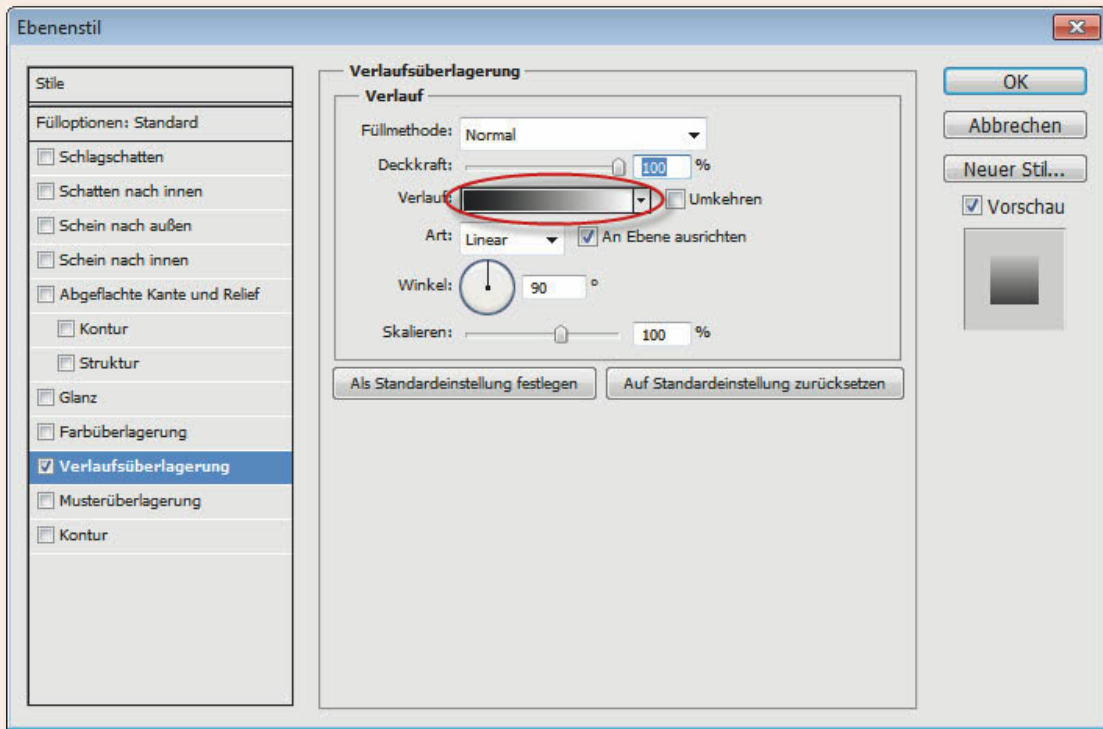 Ebenenstil
Stile
Fülloptionen: Standard
Schlagschatten
Schatten nach innen
Schein nach außen
Schein nach innen
Abgeflachte Kante und Relief
Kontur
Struktur
Glanz
Farbüberlagerung
Verlaufsüberlagerung
Musterüberlagerung
Kontur
Verlaufsüberlagerung
Verlauf
Füllmethode: Normal
Deckkraft: 100 %
Verlauf: Umkehren
Art: Linear An Ebene ausrichten
Winkel: 90 °
Skalieren: 100 %
Als Standardeinstellung festlegen Auf Standardeinstellung zurücksetzen
OK
Abbrechen
Neuer Stil...
Vorschau